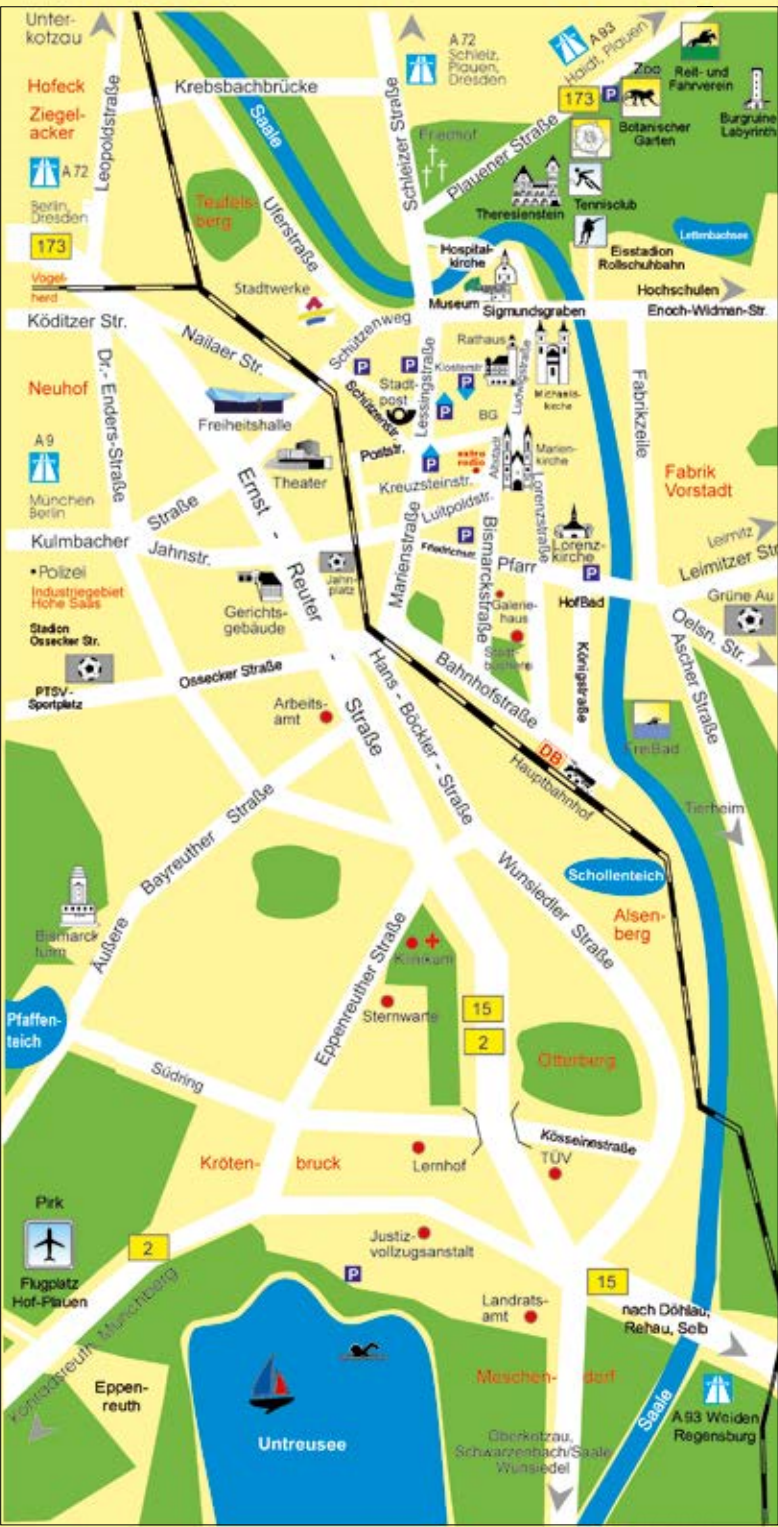 Unter-
kotzau
A 72
Schleiz,
Plauen,
Dresden
A 93
Haidt, Plauen
173
P
Zoo
Reit- und
Fahrverein
Hofeck
Ziegel-
acker
Leopoldstraße
Krebsbachbrücke
Saale
Schleizer Straße
Friedhof
Plauener Straße
Botanischer
Garten
Burgruine
Labyrinth
A 72
Berlin,
Dresden
173
Teufels-
berg
Uferstraße
Theresienstein
Tennisclub
Lettenbachsee
Hospital-
kirche
Eisstadion
Rollschuhbahn
Vogel-
herd
Stadtwerke
Museum
Sigmundsgraben
Hochschulen
Enoch-Widman-Str.
Köditzer Str.
Nailaer Str.
Schützenweg
Lessingstraße
Rathaus
Ludwigstraße
Dr.- Enders-Straße
Neuhof
Freiheitshalle
P
P
Stadt-
post
Klosterstr.
P
Michaelis-
kirche
Fabrikzeile
Schützenstr.
P
BG
A 9
München
Berlin
Theater
Poststr.
P
extra
radio
Altstadt
Marien-
kirche
Fabrik
Vorstadt
Kreuzsteinstr.
Luitpoldstr.
Lorenzstraße
Ernst - Reuter - Straße
Kulmbacher Straße
Jahnstr.
Marienstraße
P
Friedrichstr.
Bismarckstraße
Pfarr
Lorenz-
kirche
P
Leimitz
Leimitzer Str
Polizei
Industriegebiet
Hohe Saas
Jahn-
platz
Gerichts-
gebäude
Galerie-
haus
HofBad
Grüne Au
Stadion
Ossecker Str.
Oelsn. Str.
PTSV-
Sportplatz
Ossecker Straße
Stadt-
bücherei
Königstraße
Ascher Straße
Arbeits-
amt
Hans - Böckler - Straße
Bahnhofstraße
DB
Hauptbahnhof
FreiBad
Tierheim
Äußere Bayreuther Straße
Schollenteich
Wunsiedler Straße
Alsen-
berg
Bismarck
turm
Eppenreuther Straße
Klinikum
Sternwarte
15
2
Pfaffen-
teich
Otterberg
Südring
Kösseinestraße
Kröten- bruck
Lernhof
TÜV
Pirk
Flugplatz
Hof-Plauen
2
Justiz-
vollzugsanstalt
P
15
Landrats-
amt
nach Döhlau,
Rehau, Selb
Konradsreuth Münchberg
Eppen-
reuth
Moschen- dorf
Untreusee
Saale
A 93 Weiden
Regensburg
Oberkotzau,
Schwarzenbach/Saale
Wunsiedel